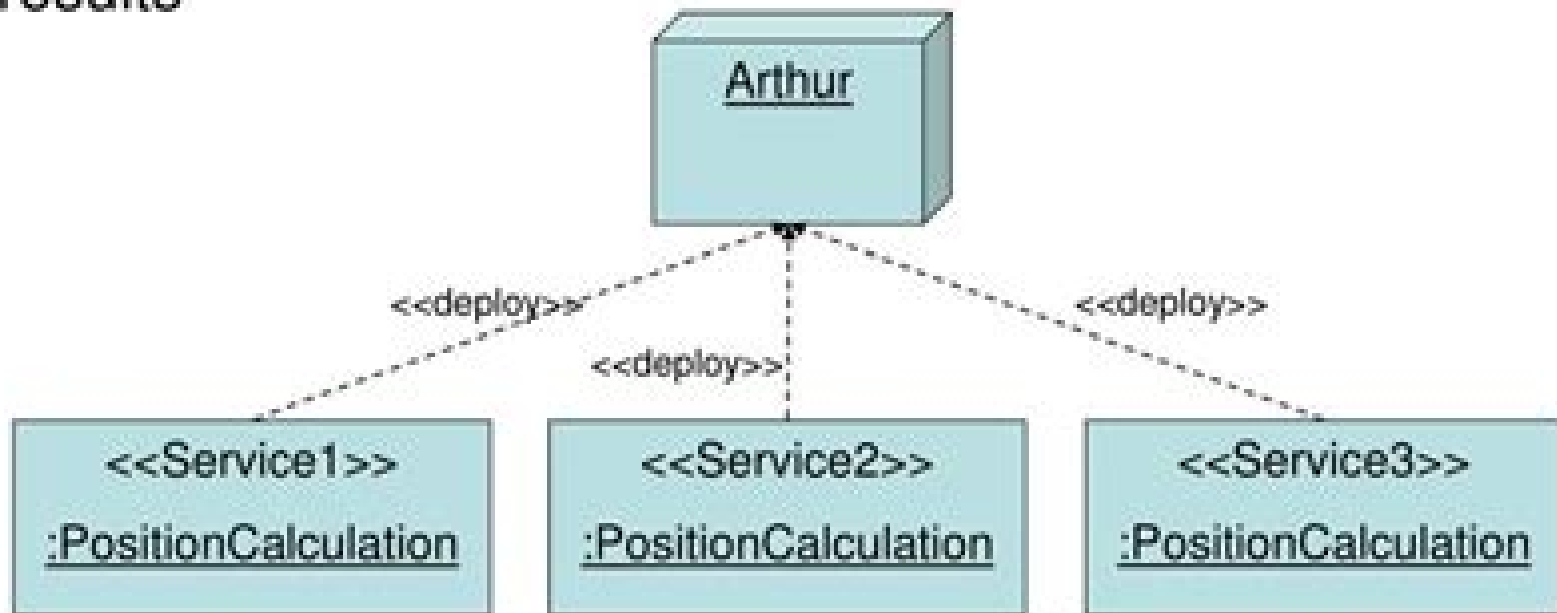 Arthur
<<deploy>>
<<deploy>>
<<deploy>>
<<Service1>>
:PositionCalculation
<<Service2>>
:PositionCalculation
<<Service3>>
:PositionCalculation